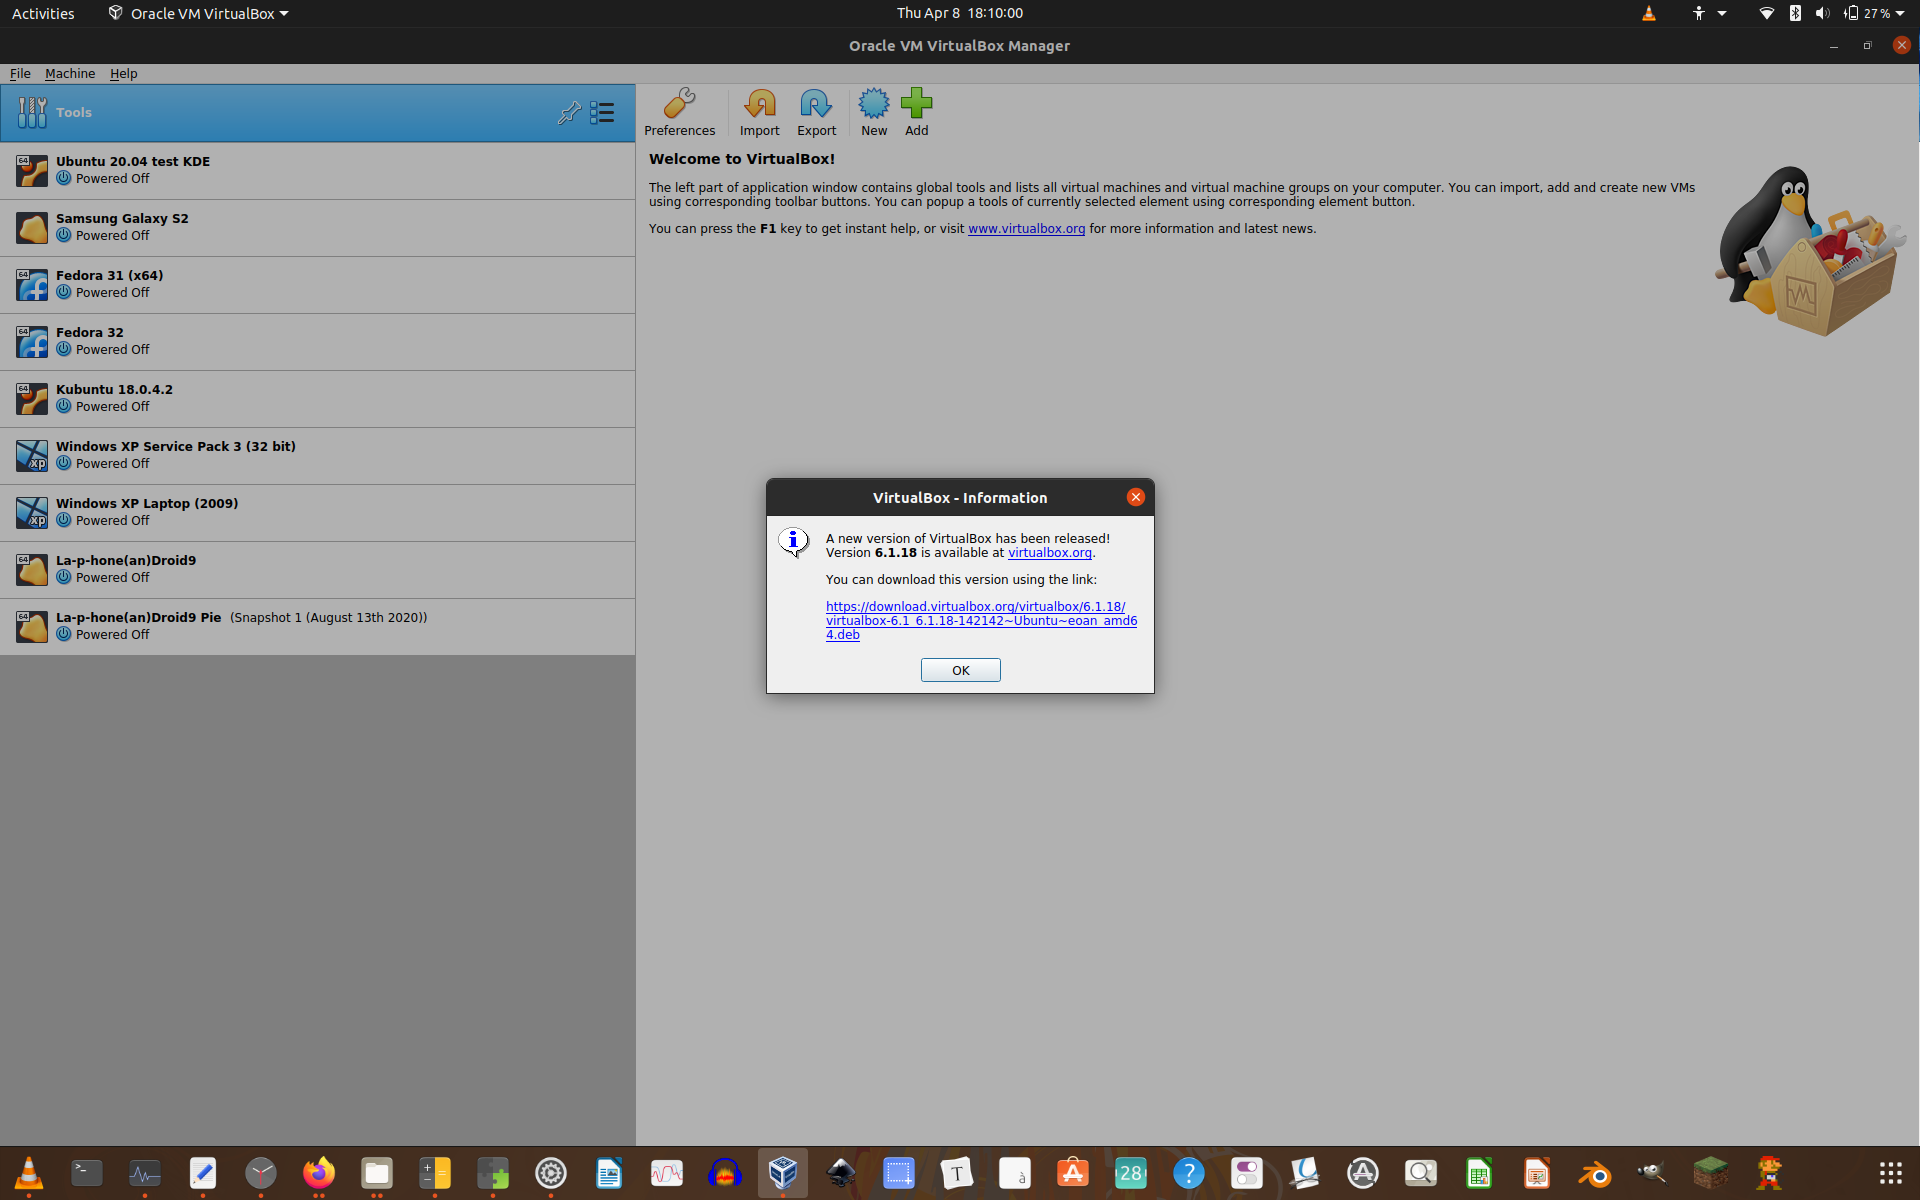 Activities
Oracle VM VirtualBox
Thu Apr 8 18:10:00
27 %
Oracle VM VirtualBox Manager
File Machine Help
Tools
Ubuntu 20.04 test KDE
Powered Off
Samsung Galaxy S2
Powered Off
Fedora 31 (x64)
Powered Off
Fedora 32
Powered Off
Kubuntu 18.0.4.2
Powered Off
Windows XP Service Pack 3 (32 bit)
Powered Off
Windows XP Laptop (2009)
Powered Off
La-p-hone(an)Droid9
Powered Off
La-p-hone(an)Droid9 Pie (Snapshot 1 (August 13th 2020))
Powered Off
Preferences Import Export New Add
Welcome to VirtualBox!
The left part of application window contains global tools and lists all virtual machines and virtual machine groups on your computer. You can import, add and create new VMs
using corresponding toolbar buttons. You can popup a tools of currently selected element using corresponding element button.
You can press the F1 key to get instant help, or visit www.virtualbox.org for more information and latest news.
VirtualBox - Information
A new version of VirtualBox has been released!
Version 6.1.18 is available at virtualbox.org.
You can download this version using the link:
https://download.virtualbox.org/virtualbox/6.1.18/
virtualbox-6.1_6.1.18-142142~Ubuntu~eoan_amd6
4.deb
OK